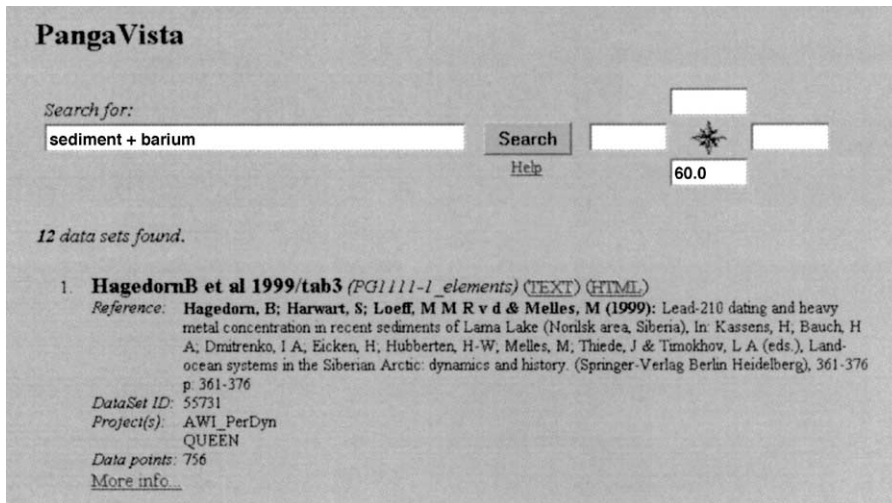 PangaVista
Search for:
sediment + barium
Search
Help
60.0
12 data sets found.
1. HagedornB et al 1999/tab3 (PG1111-1_elements) (TEXT) (HTML)
Reference: Hagedorn, B; Harwart, S; Loeff, M M R v d & Melles, M (1999): Lead-210 dating and heavy
metal concentration in recent sediments of Lama Lake (Norilsk area, Siberia), In: Kassens, H; Bauch, H
A; Dmitrenko, I A; Eicken, H; Hubberten, H-W; Melles, M; Thiede, J & Timokhov, L A (eds.), Land-
ocean systems in the Siberian Arctic: dynamics and history. (Springer-Verlag Berlin Heidelberg), 361-376
p: 361-376
DataSet ID: 55731
Project(s): AWI_PerDyn
QUEEN
Data points: 756
More info...